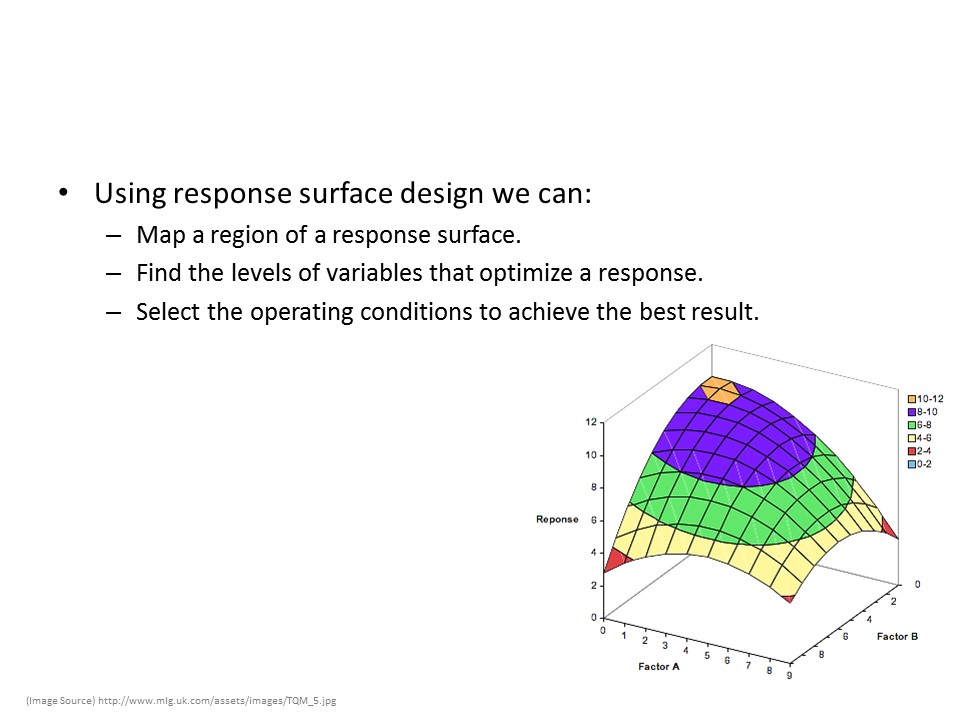 • Using response surface design we can:
– Map a region of a response surface.
– Find the levels of variables that optimize a response.
– Select the operating conditions to achieve the best result.
10-12
8-10
6-8
4-6
2-4
0-2
12
10
8
Reponse 6
4
2
0
0 1 2 3 4 5 6 7 8 9
Factor A
0
2
4
6
8
Factor B
(Image Source) http://www.mlg.uk.com/assets/images/TQM_5.jpg